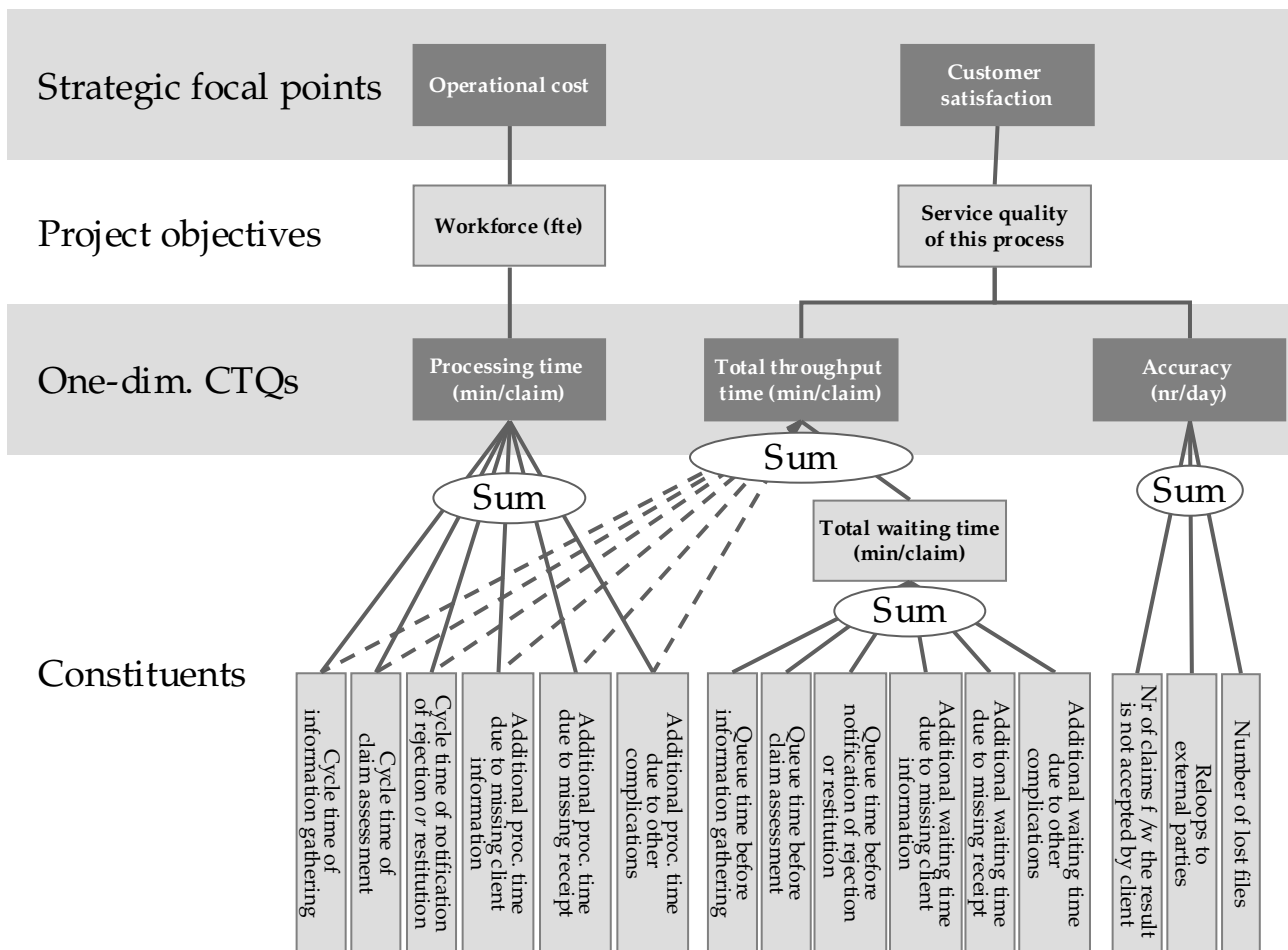 Strategic focal points
Operational cost
Customer
satisfaction
Project objectives
Workforce (fte)
Service quality
of this process
One-dim. CTQs
Processing time
(min/claim)
Total throughput
time (min/claim)
Accuracy
(nr/day)
Sum
Sum
Sum
Total waiting time
(min/claim)
Sum
Constituents
Cycle time of
information gathering
Cycle time of
claim assessment
Cycle time of notification
of rejection or restitution
Additional proc. time
due to missing client
information
Additional proc. time
due to missing receipt
Additional proc. time
due to other
complications
Queue time before
information gathering
Queue time before
claim assessment
Queue time before
notification of rejection
or restitution
Additional waiting time
due to missing client
information
Additional waiting time
due to missing receipt
Additional waiting time
due to other
complications
Nr of claims f /w the result
is not accepted by client
Reloops to
external parties
Number of lost files